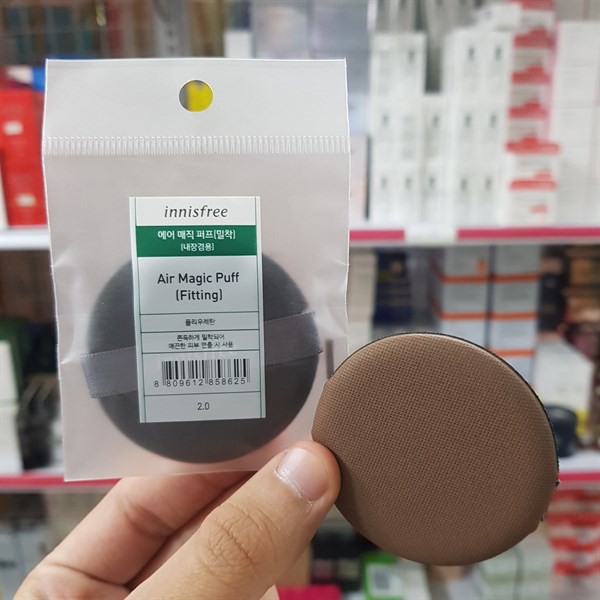 innisfree
에어 매직 퍼프[밀착]
[내장겸용]
Air Magic Puff
(Fitting)
폴리우레탄
쫀득하게 밀착되어
매끈한 피부 연출 시 사용
8 809612 858625
2.0